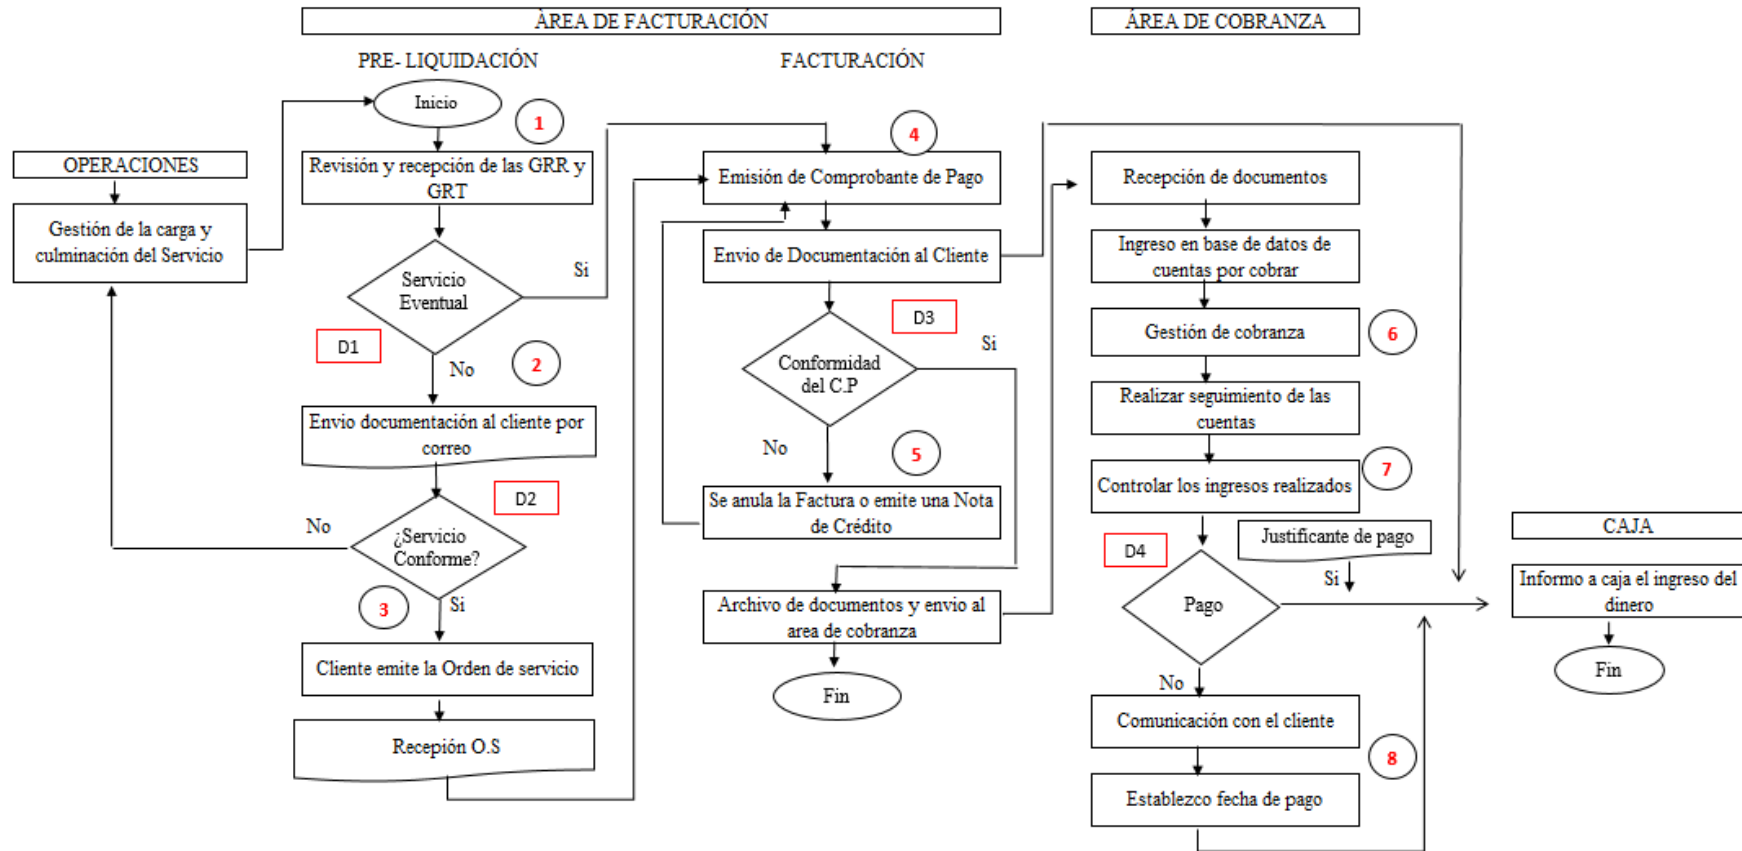 ÀREA DE FACTURACIÓN
ÁREA DE COBRANZA
PRE- LIQUIDACIÓN
FACTURACIÓN
Inicio
1
4
OPERACIONES
Gestión de la carga y
culminación del Servicio
Revisión y recepción de las GRR y
GRT
Servicio
Eventual
Si
D1
No
2
Envio documentación al cliente por
correo
D2
¿Servicio
Conforme?
No
Si
3
Cliente emite la Orden de servicio
Recepión O.S
Emisión de Comprobante de Pago
Envio de Documentación al Cliente
D3
Conformidad
del C.P
Si
No
5
Se anula la Factura o emite una Nota
de Crédito
Archivo de documentos y envio al
area de cobranza
Fin
Recepción de documentos
Ingreso en base de datos de
cuentas por cobrar
Gestión de cobranza
6
Realizar seguimiento de las
cuentas
7
Controlar los ingresos realizados
D4
Justificante de pago
Si
Pago
No
Comunicación con el cliente
8
Establezco fecha de pago
CAJA
Informo a caja el ingreso del
dinero
Fin